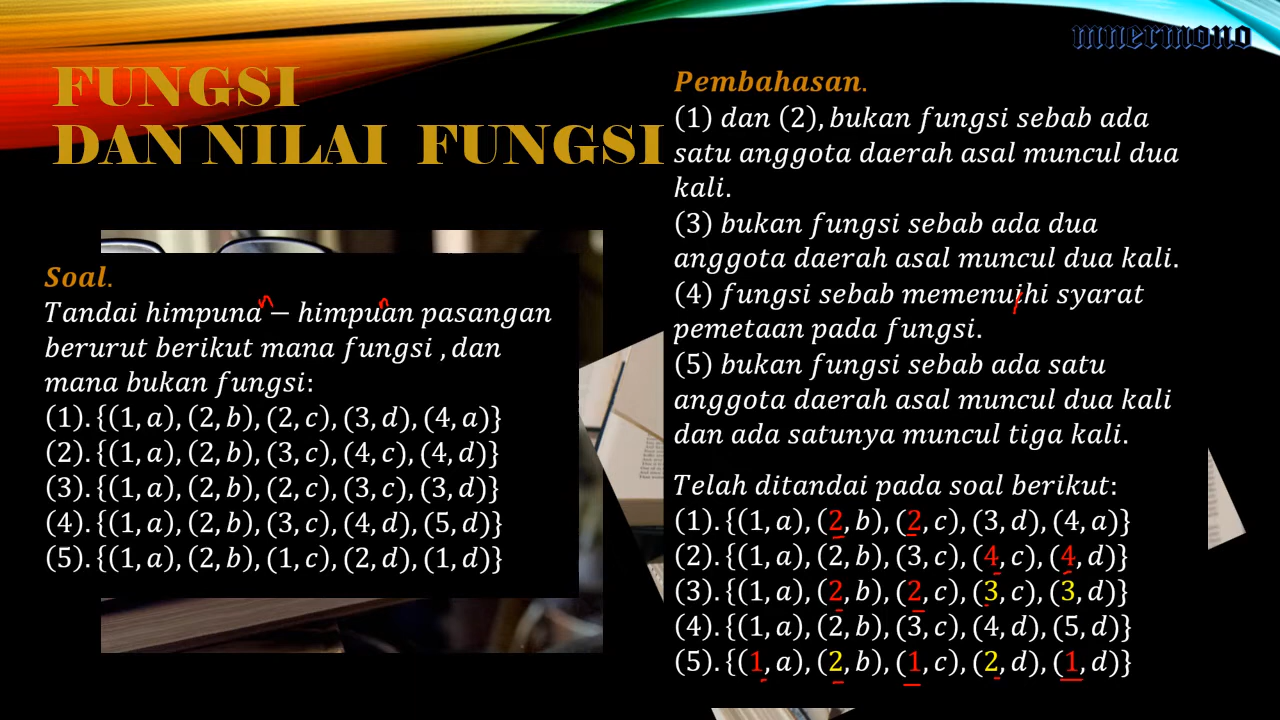 mnermono
FUNGSI
DAN NILAI FUNGSI
Soal.
Tandai himpuna − himpuan pasangan
berurut berikut mana fungsi , dan
mana bukan fungsi:
(1). {(1, a), (2, b), (2, c), (3, d), (4, a)}
(2). {(1, a), (2, b), (3, c), (4, c), (4, d)}
(3). {(1, a), (2, b), (2, c), (3, c), (3, d)}
(4). {(1, a), (2, b), (3, c), (4, d), (5, d)}
(5). {(1, a), (2, b), (1, c), (2, d), (1, d)}
Pembahasan.
(1) dan (2), bukan fungsi sebab ada
satu anggota daerah asal muncul dua
kali.
(3) bukan fungsi sebab ada dua
anggota daerah asal muncul dua kali.
(4) fungsi sebab memenuihi syarat
pemetaan pada fungsi.
(5) bukan fungsi sebab ada satu
anggota daerah asal muncul dua kali
dan ada satunya muncul tiga kali.
Telah ditandai pada soal berikut:
(1). {(1, a), (2, b), (2, c), (3, d), (4, a)}
(2). {(1, a), (2, b), (3, c), (4, c), (4, d)}
(3). {(1, a), (2, b), (2, c), (3, c), (3, d)}
(4). {(1, a), (2, b), (3, c), (4, d), (5, d)}
(5). {(1, a), (2, b), (1, c), (2, d), (1, d)}